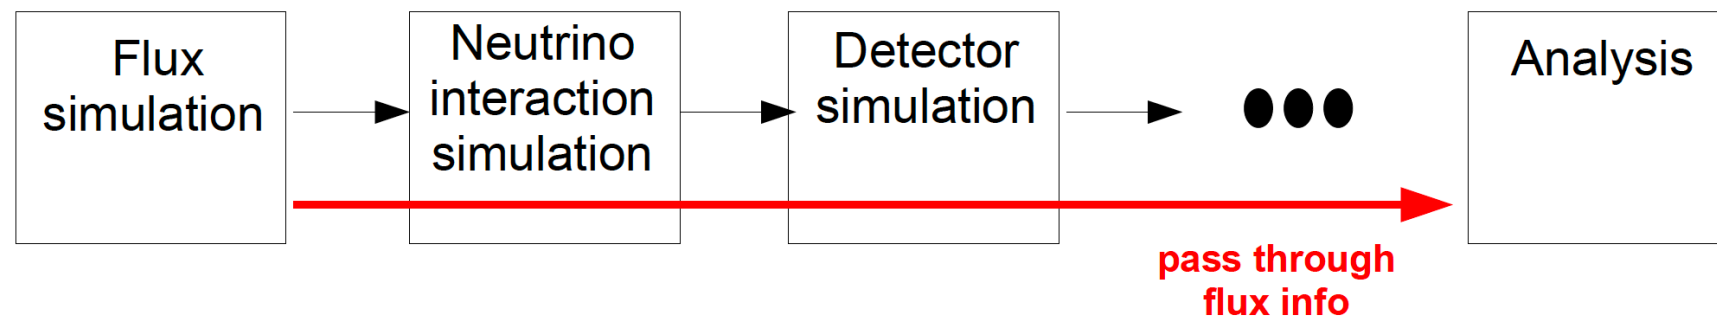 Flux
simulation
Neutrino
interaction
simulation
Detector
simulation
Analysis
pass through
flux info